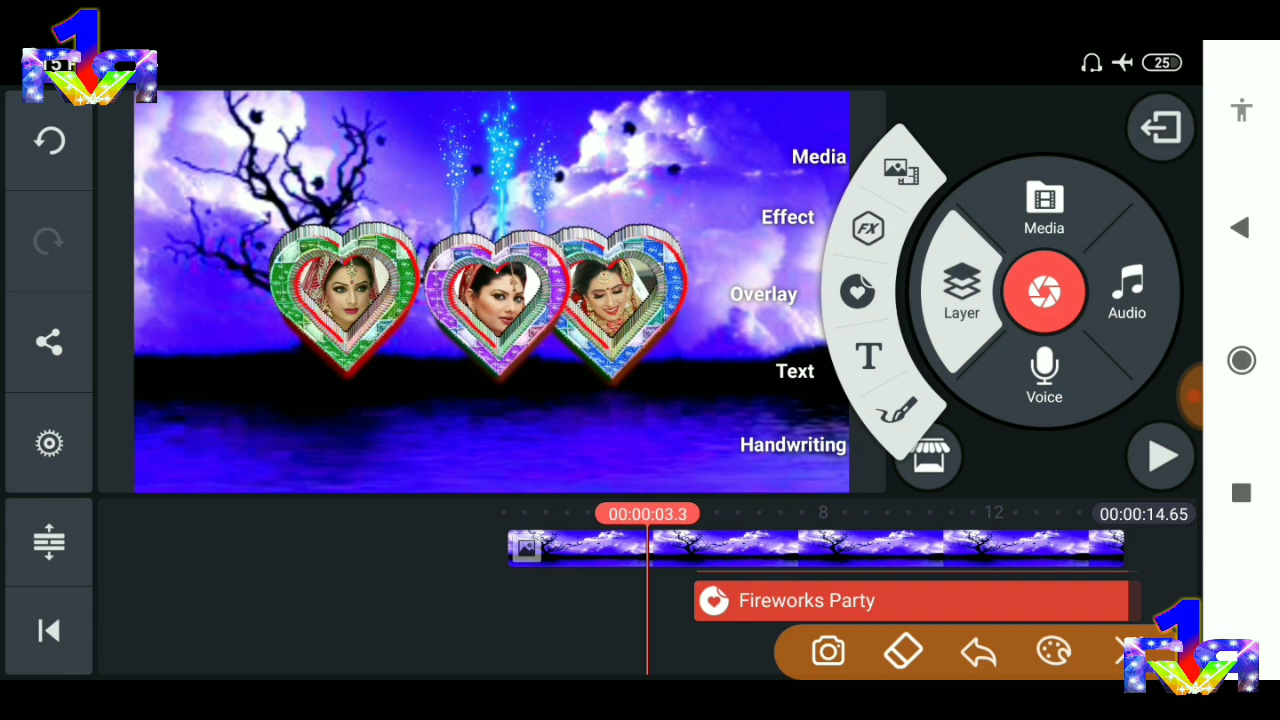 25
Media
Effect
Overlay
Text
Handwriting
Media
Layer
Audio
Voice
00:00:03.3
8
12
00:00:14.65
Fireworks Party